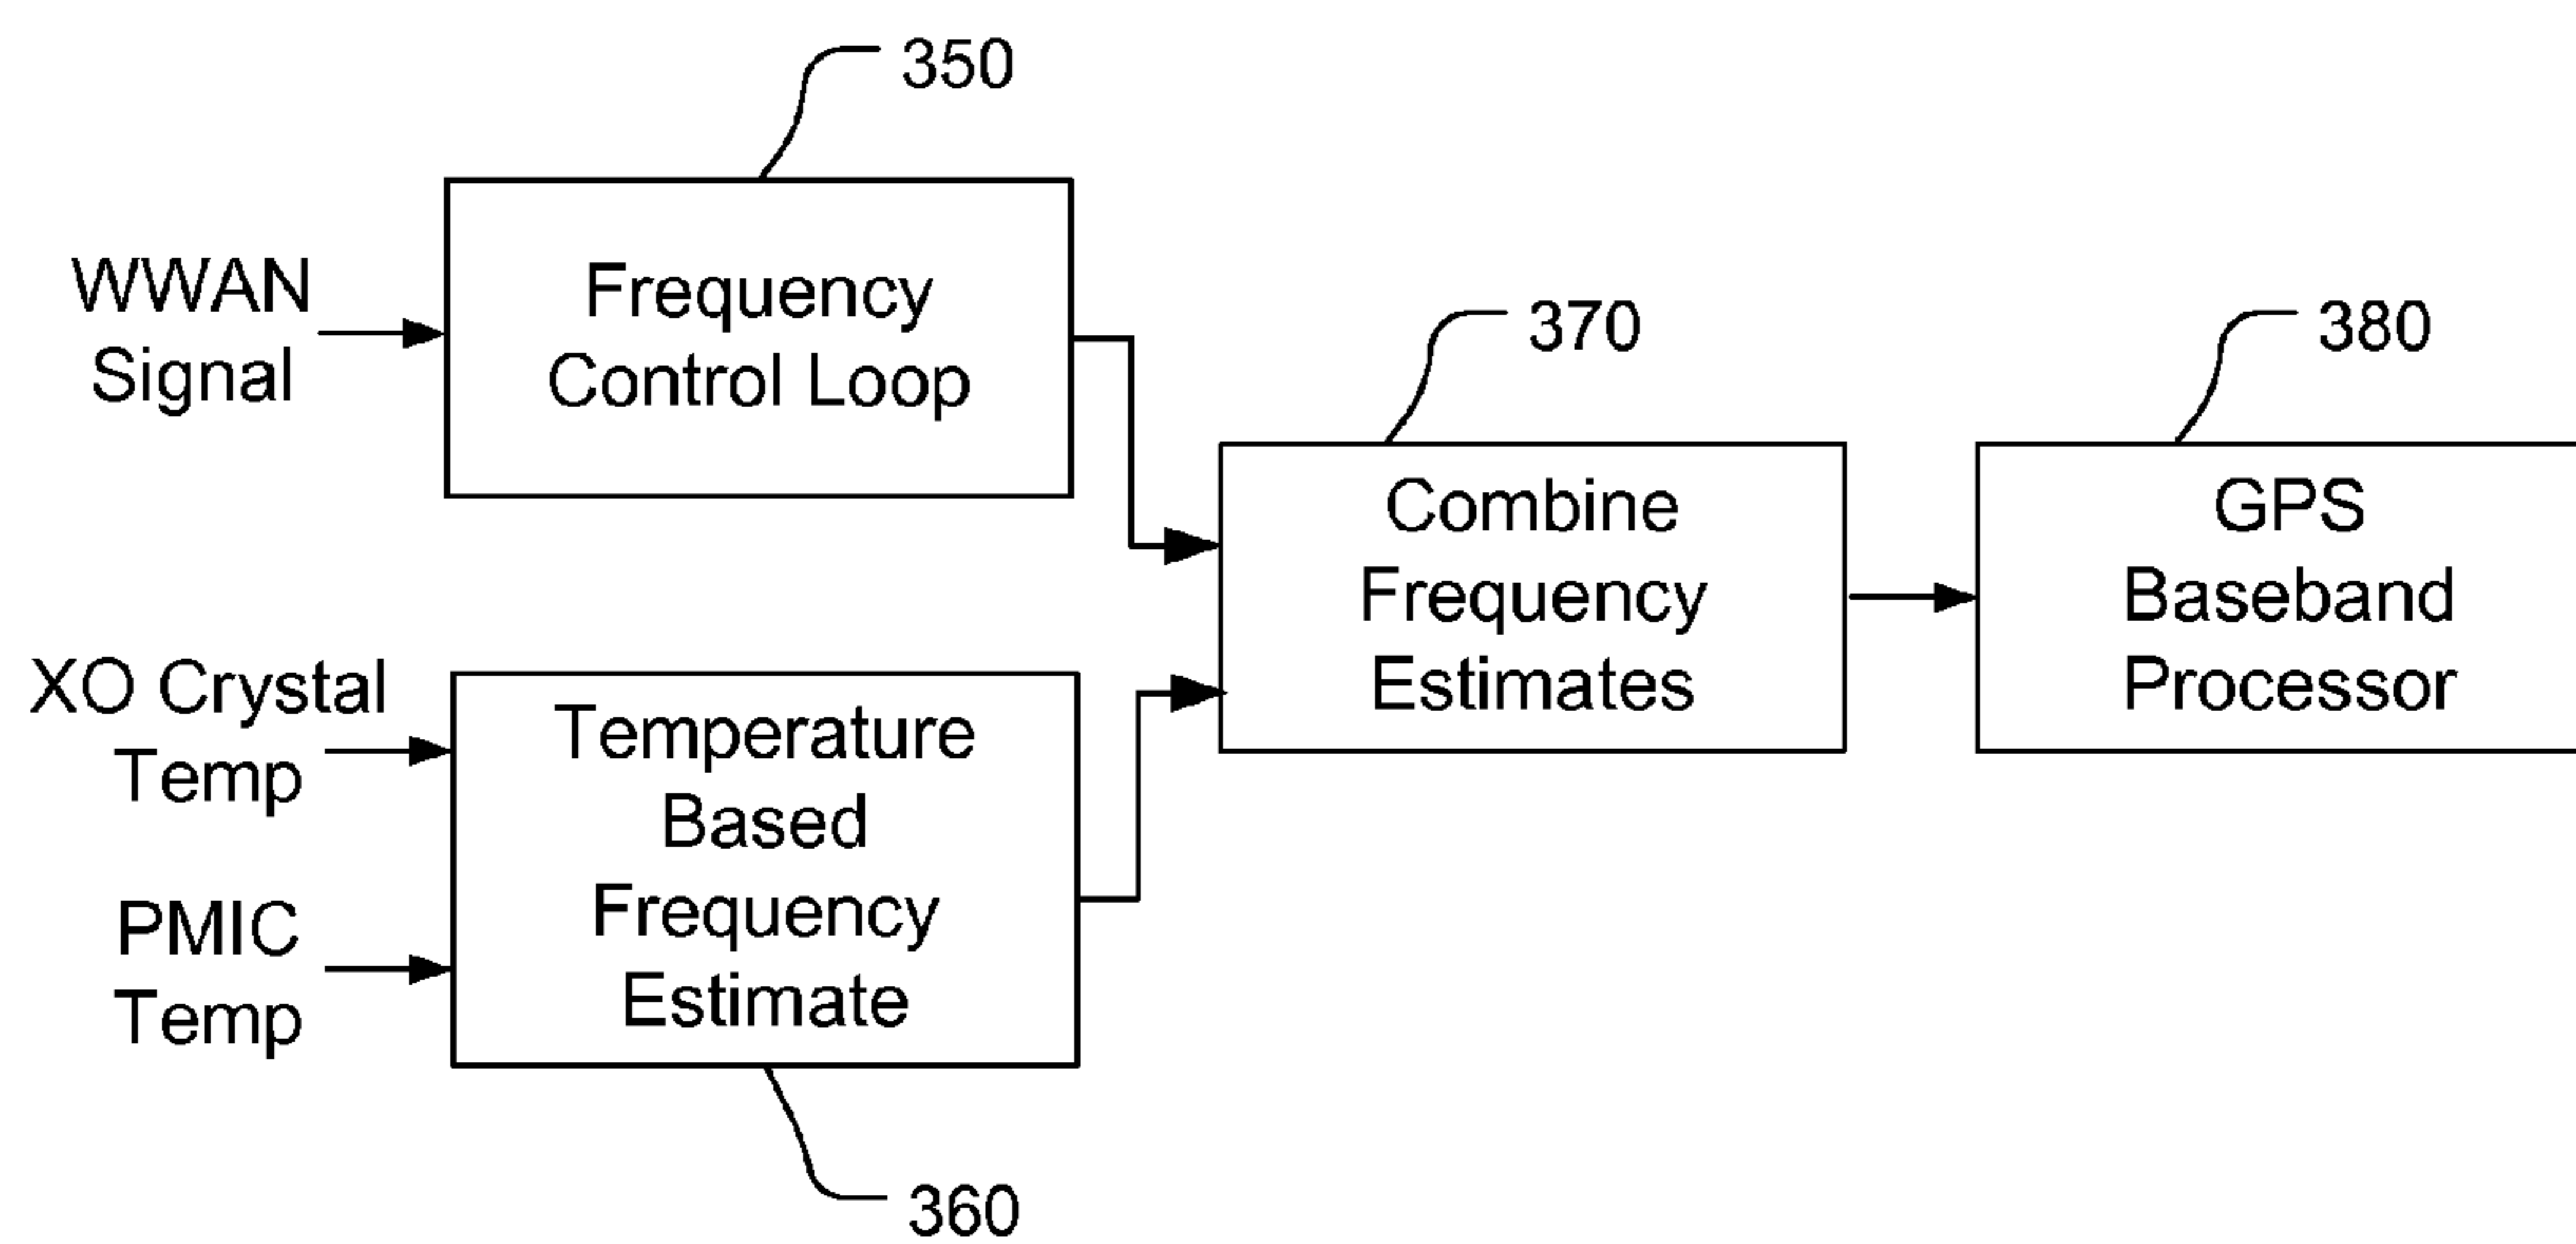 350
WWAN
Signal
Frequency
Control Loop
370
380
Combine
Frequency
Estimates
GPS
Baseband
Processor
XO Crystal
Temp
PMIC
Temp
Temperature
Based
Frequency
Estimate
360